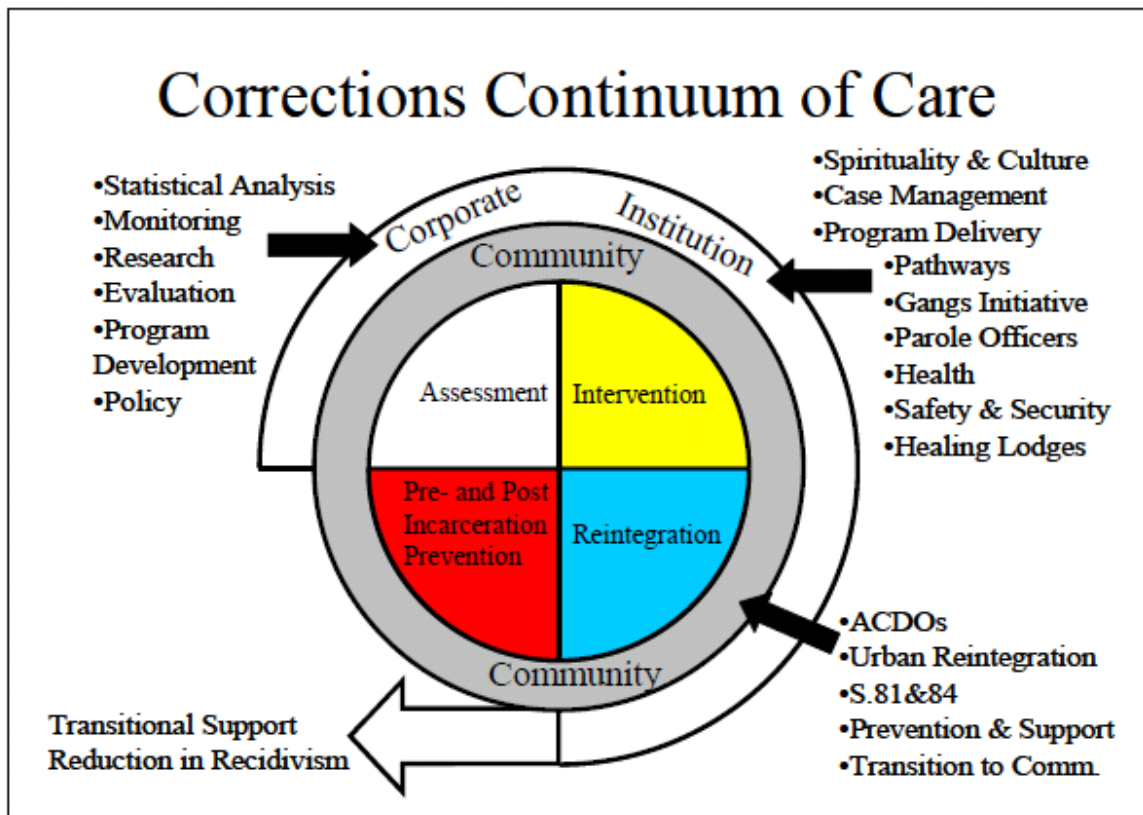 Corrections Continuum of Care
•Statistical Analysis
•Monitoring
•Research
•Evaluation
•Program
Development
•Policy
Corporate
Institution
•Spirituality & Culture
•Case Management
•Program Delivery
•Pathways
•Gangs Initiative
•Parole Officers
•Health
•Safety & Security
•Healing Lodges
Community
Assessment
Intervention
Pre- and Post
Incarceration
Prevention
Reintegration
Community
•ACDOs
•Urban Reintegration
•S.81&84
•Prevention & Support
•Transition to Comm.
Transitional Support
Reduction in Recidivism